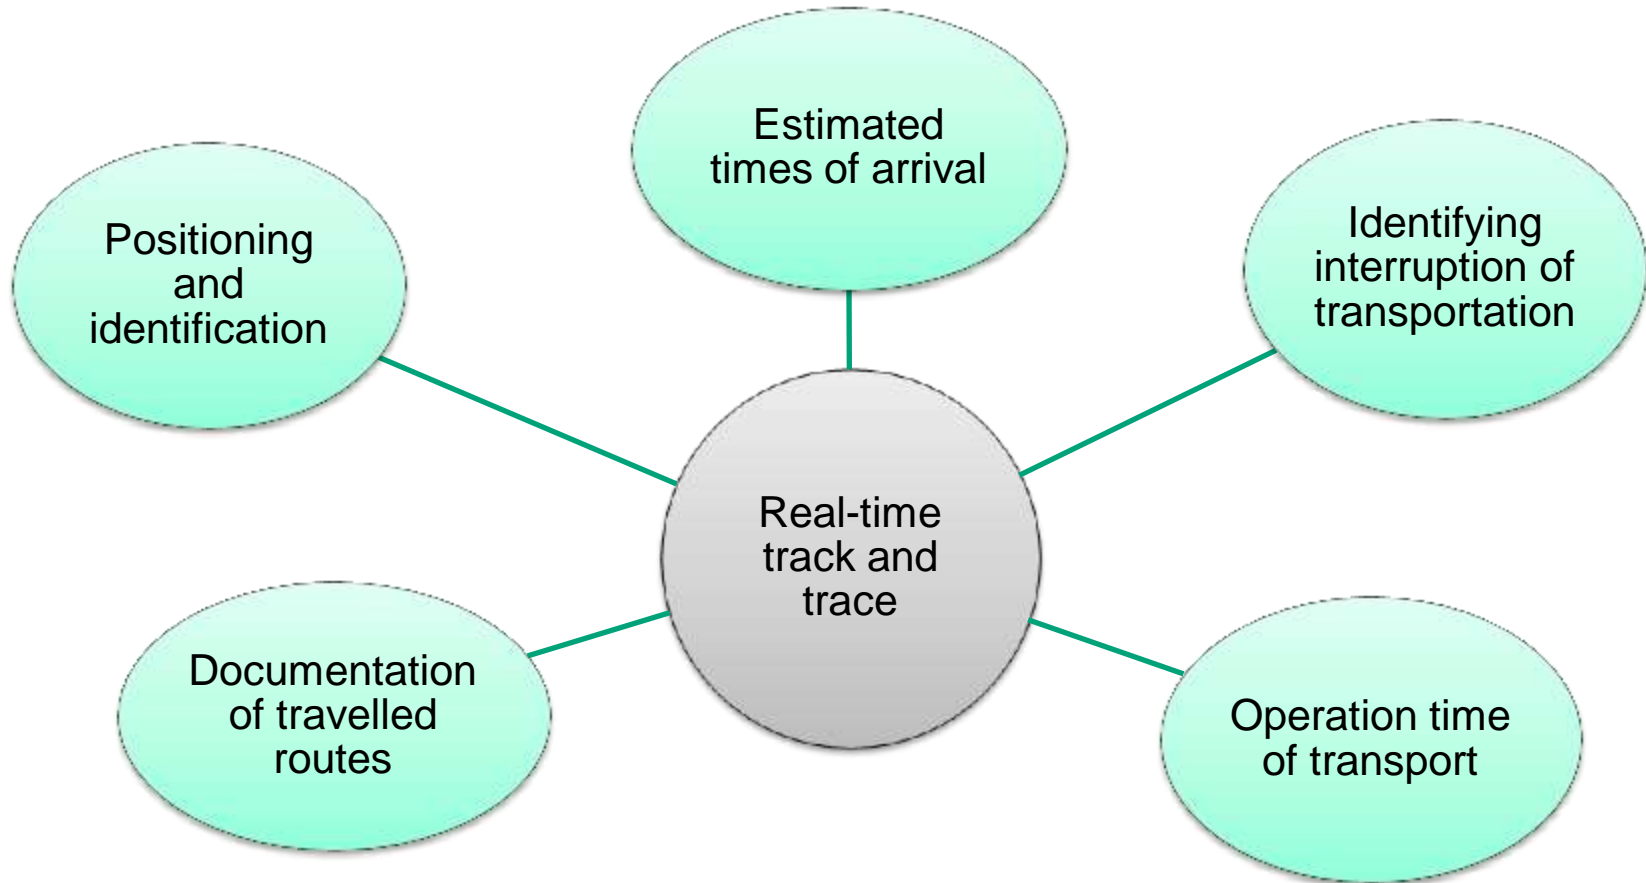 Estimated
times of arrival
Positioning
and
identification
Identifying
interruption of
transportation
Real-time
track and
trace
Documentation
of travelled
routes
Operation time
of transport